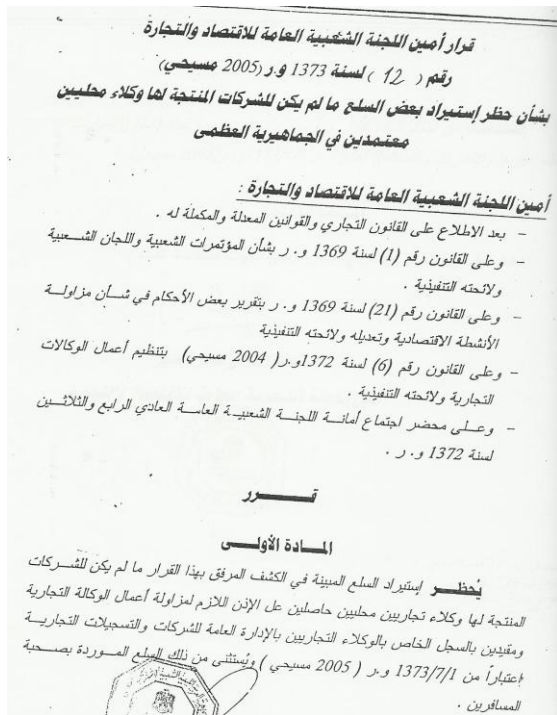 قرار أمين اللجنة الشعبية العامة للاقتصاد والتجارة
رقم ( 12 ) لسنة 1373 و.ر (2005 مسيحي)
بشأن حظر إستيراد بعض السلع ما لم يكن للشركات المنتجة لها وكلاء محليين
معتمدين في الجماهيرية العظمى
أمين اللجنة الشعبية العامة للاقتصاد والتجارة :
- بعد الاطلاع على القانون التجاري والقوانين المعدلة والمكملة له .
- وعلى القانون رقم (1) لسنة 1369 و. ر بشأن المؤتمرات الشعبية واللجان الشعبية
ولائحته التنفيذية .
- وعلى القانون رقم (21) لسنة 1369 و. ر بتقرير بعض الأحكام في شأن مزاولة
الأنشطة الاقتصادية وتعديله ولائحته التنفيذية
- وعلى القانون رقم (6) لسنة 1372و.ر( 2004 مسيحي) بتنظيم أعمال الوكالات
التجارية ولائحته التنفيذية .
- وعلى محضر اجتماع أمانة اللجنة الشعبية العامة العادي الرابع والثلاثين
لسنة 1372 و. ر .
قرر
المادة الأولى
يُحظر إستيراد السلع المبينة في الكشف المرفق بهذا القرار ما لم يكن للشركات
المنتجة لها وكلاء تجاريين محليين حاصلين عل الإذن اللازم لمزاولة أعمال الوكالة التجارية
ومقيدين بالسجل الخاص بالوكلاء التجاريين بالإدارة العامة للشركات والتسجيلات التجارية
إعتباراً من 1373/7/1 و.ر ( 2005 مسيحي ) ويُستثنى من ذلك السلع الموردة بصحبة
المسافرين .